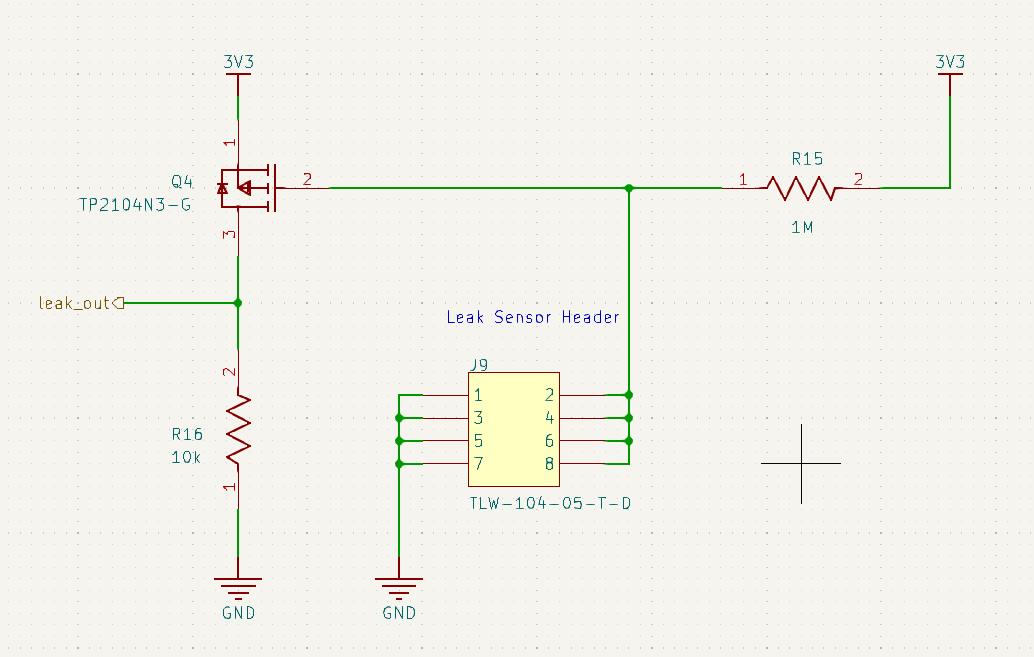 3V3
3V3
1
R15
Q4
2
1
2
TP2104N3-G
1M
3
leak_out
Leak Sensor Header
J9
2
1
2
3
4
R16
5
6
10k
7
8
1
TLW-104-05-T-D
GND
GND